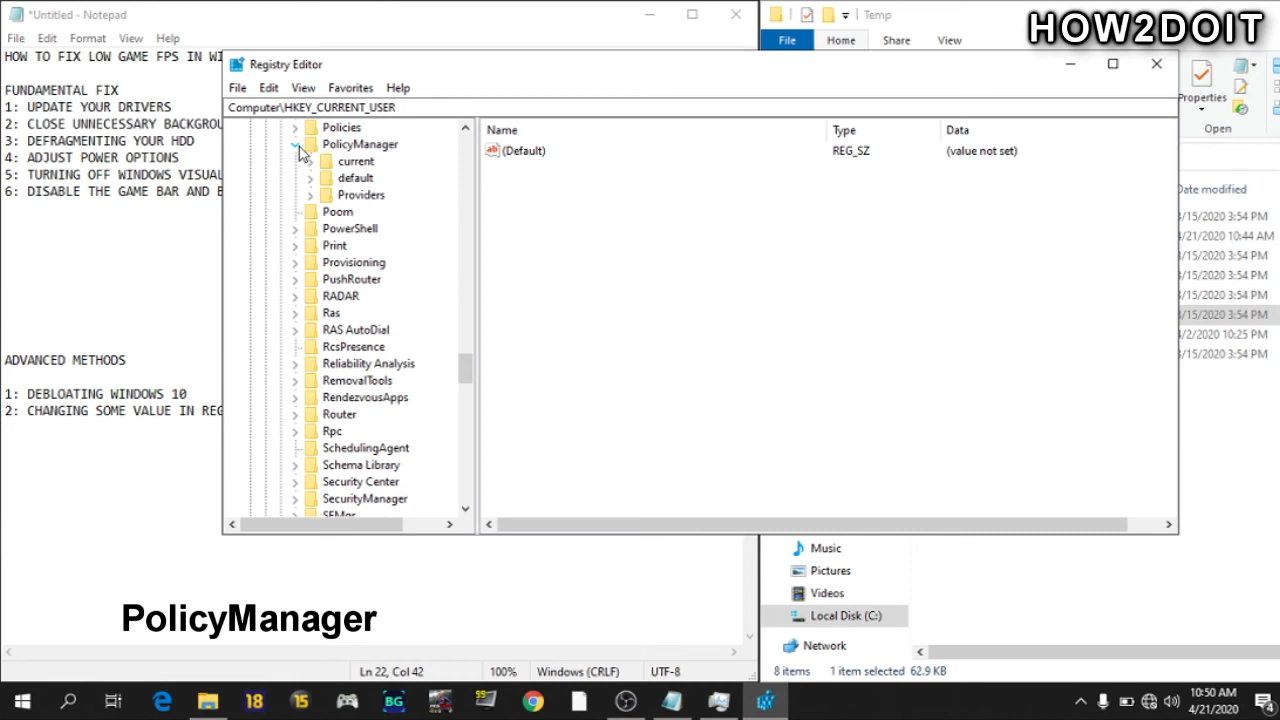 *Untitled - Notepad
File Edit Format View Help
HOW TO FIX LOW GAME FPS IN WI
FUNDAMENTAL FIX
1: UPDATE YOUR DRIVERS
2: CLOSE UNNECESSARY BACKGROU
3: DEFRAGMENTING YOUR HDD
4: ADJUST POWER OPTIONS
5: TURNING OFF WINDOWS VISUAL
6: DISABLE THE GAME BAR AND B
ADVANCED METHODS
1: DEBLOATING WINDOWS 10
2: CHANGING SOME VALUE IN REG
Ln 22, Col 42 100% Windows (CRLF) UTF-8
Registry Editor
File Edit View Favorites Help
Computer\HKEY_CURRENT_USER
Policies
PolicyManager
current
default
Providers
Poom
PowerShell
Print
Provisioning
PushRouter
RADAR
Ras
RAS AutoDial
RcsPresence
Reliability Analysis
RemovalTools
RendezvousApps
Router
Rpc
SchedulingAgent
Schema Library
Security Center
SecurityManager
Name Type Data
ab (Default) REG_SZ (value not set)
Temp
HOW2DOIT
File Home Share View
Properties
Open
Date modified
3/15/2020 3:54 PM
4/21/2020 10:44 AM
3/15/2020 3:54 PM
3/15/2020 3:54 PM
3/15/2020 3:54 PM
4/2/2020 10:25 PM
3/15/2020 3:54 PM
Music
Pictures
Videos
Local Disk (C:)
Network
8 items 1 item selected 62.9 KB
PolicyManager
18 15 BG 99+
10:50 AM
4/21/2020
4